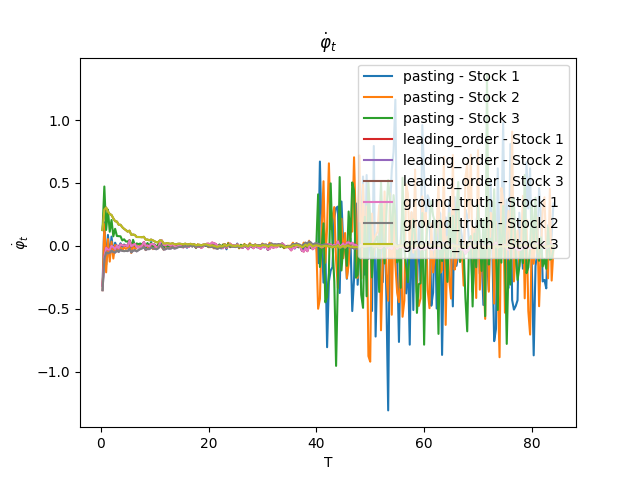 φ̇ₜ
φ̇ₜ
1.0
0.5
0.0
−0.5
−1.0
pasting - Stock 1
pasting - Stock 2
pasting - Stock 3
leading_order - Stock 1
leading_order - Stock 2
leading_order - Stock 3
ground_truth - Stock 1
ground_truth - Stock 2
ground_truth - Stock 3
0
20
40
60
80
T